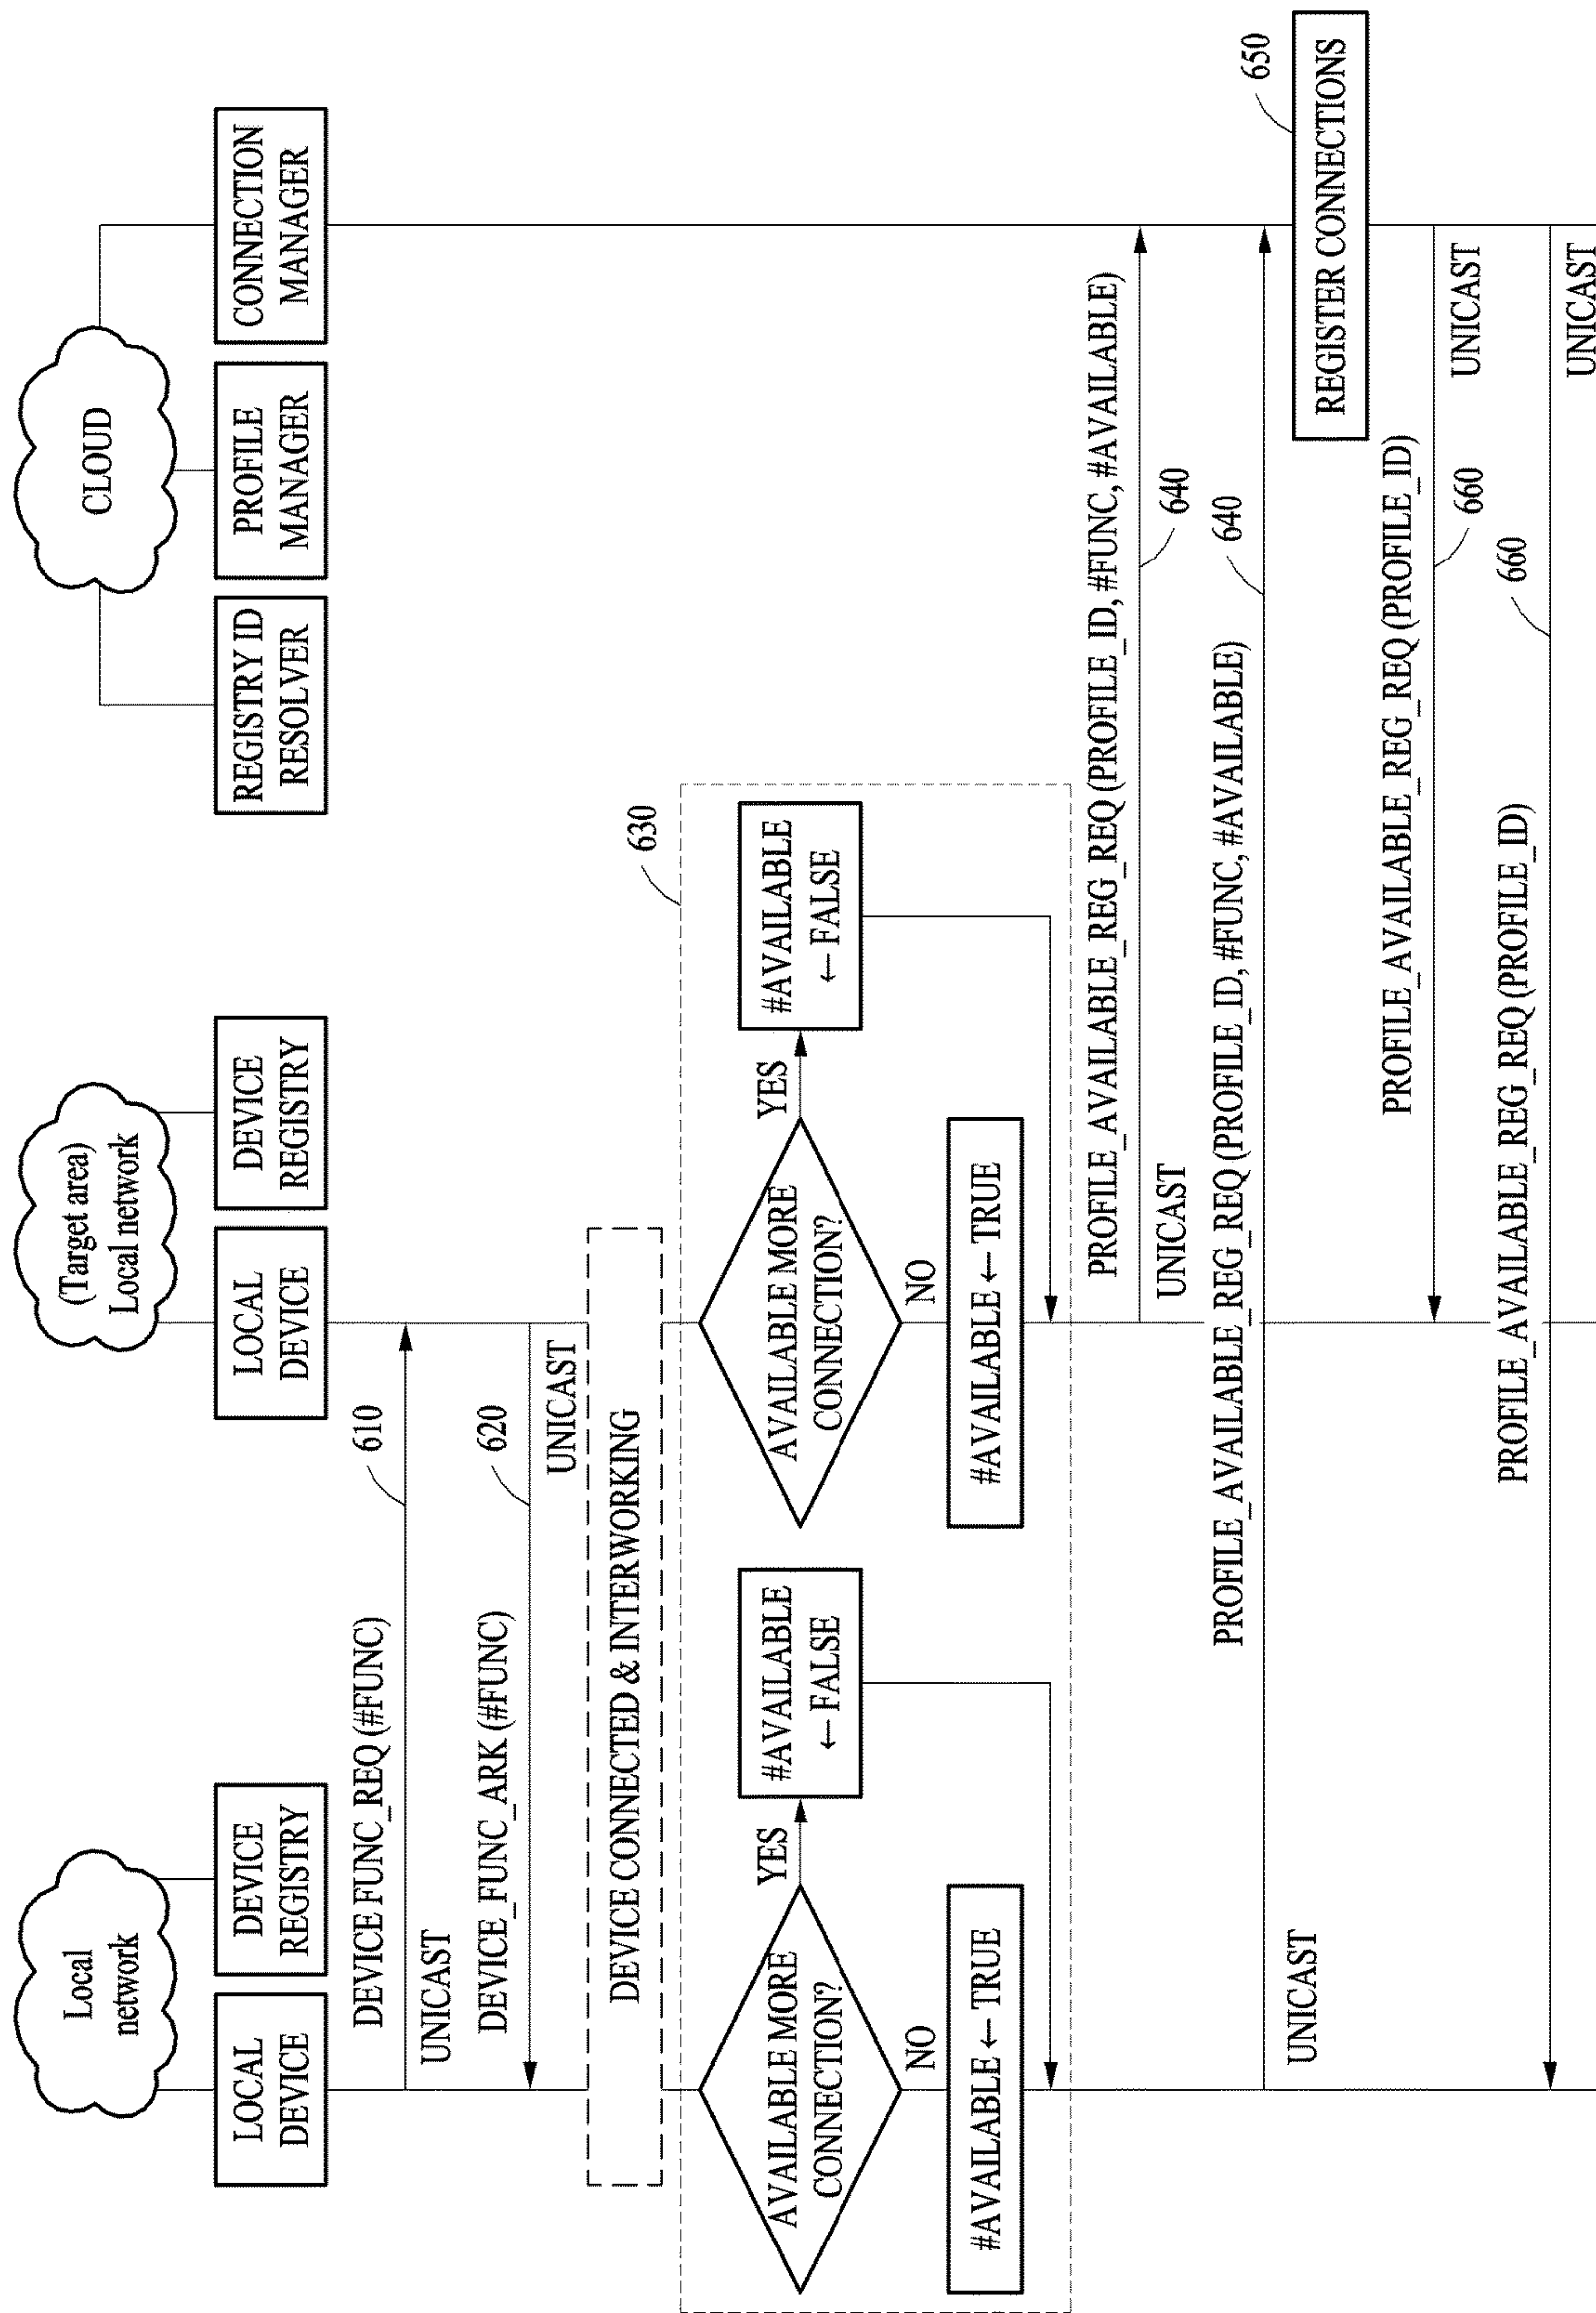 Local
network
(Target area)
Local network
CLOUD
LOCAL
DEVICE
DEVICE
REGISTRY
LOCAL
DEVICE
DEVICE
REGISTRY
REGISTRY ID
RESOLVER
PROFILE
MANAGER
CONNECTION
MANAGER
DEVICE FUNC_REQ (#FUNC)
610
UNICAST
DEVICE_FUNC_ARK (#FUNC)
620
UNICAST
DEVICE CONNECTED & INTERWORKING
630
AVAILABLE MORE
CONNECTION?
YES
#AVAILABLE
← FALSE
NO
#AVAILABLE ← TRUE
AVAILABLE MORE
CONNECTION?
YES
#AVAILABLE
← FALSE
NO
#AVAILABLE ← TRUE
PROFILE_AVAILABLE_REG_REQ (PROFILE_ID, #FUNC, #AVAILABLE)
640
UNICAST
PROFILE_AVAILABLE_REG_REQ (PROFILE_ID, #FUNC, #AVAILABLE)
640
UNICAST
650
REGISTER CONNECTIONS
PROFILE_AVAILABLE_REG_REQ (PROFILE_ID)
660
UNICAST
PROFILE_AVAILABLE_REG_REQ (PROFILE_ID)
660
UNICAST